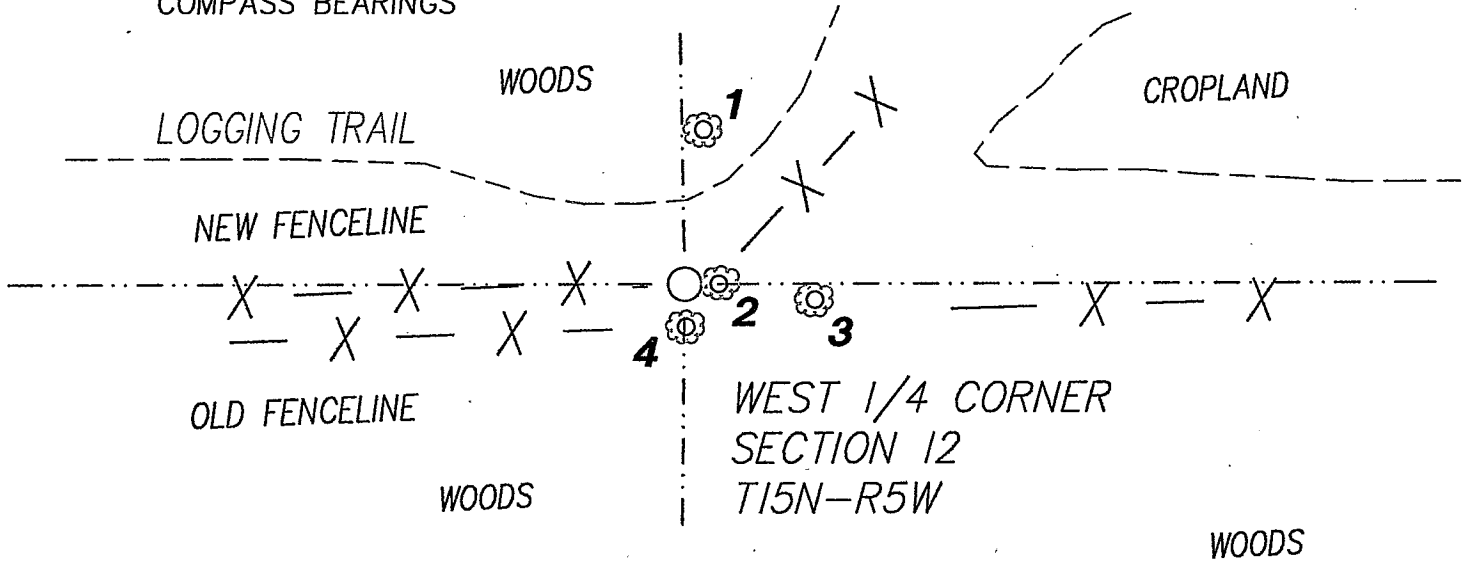 COMPASS BEARINGS
WOODS
1
CROPLAND
LOGGING TRAIL
NEW FENCELINE
2
3
4
OLD FENCELINE
WEST 1/4 CORNER
SECTION 12
T15N-R5W
WOODS
WOODS